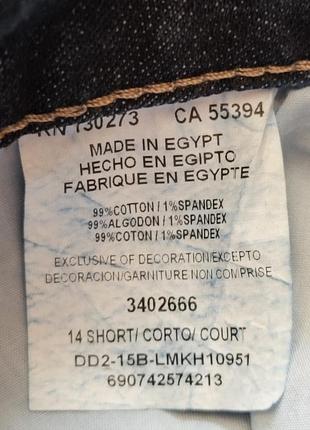 RN 130273 CA 55394
MADE IN EGYPT
HECHO EN EGIPTO
FABRIQUE EN EGYPTE
99%COTTON / 1%SPANDEX
99%ALGODON / 1%SPANDEX
99%COTON / 1%SPANDEX
EXCLUSIVE OF DECORATION/EXCEPTO
DECORACION/GARNITURE NON COMPRISE
3402666
14 SHORT/ CORTO/ COURT
DD2-15B-LMKH10951
690742574213